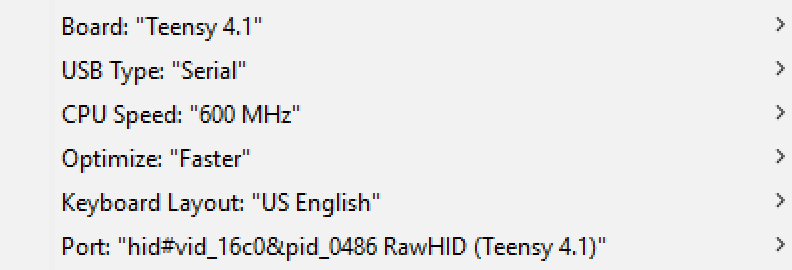 Board: "Teensy 4.1"
USB Type: "Serial"
CPU Speed: "600 MHz"
Optimize: "Faster"
Keyboard Layout: "US English"
Port: "hid#vid_16c0&pid_0486 RawHID (Teensy 4.1)"